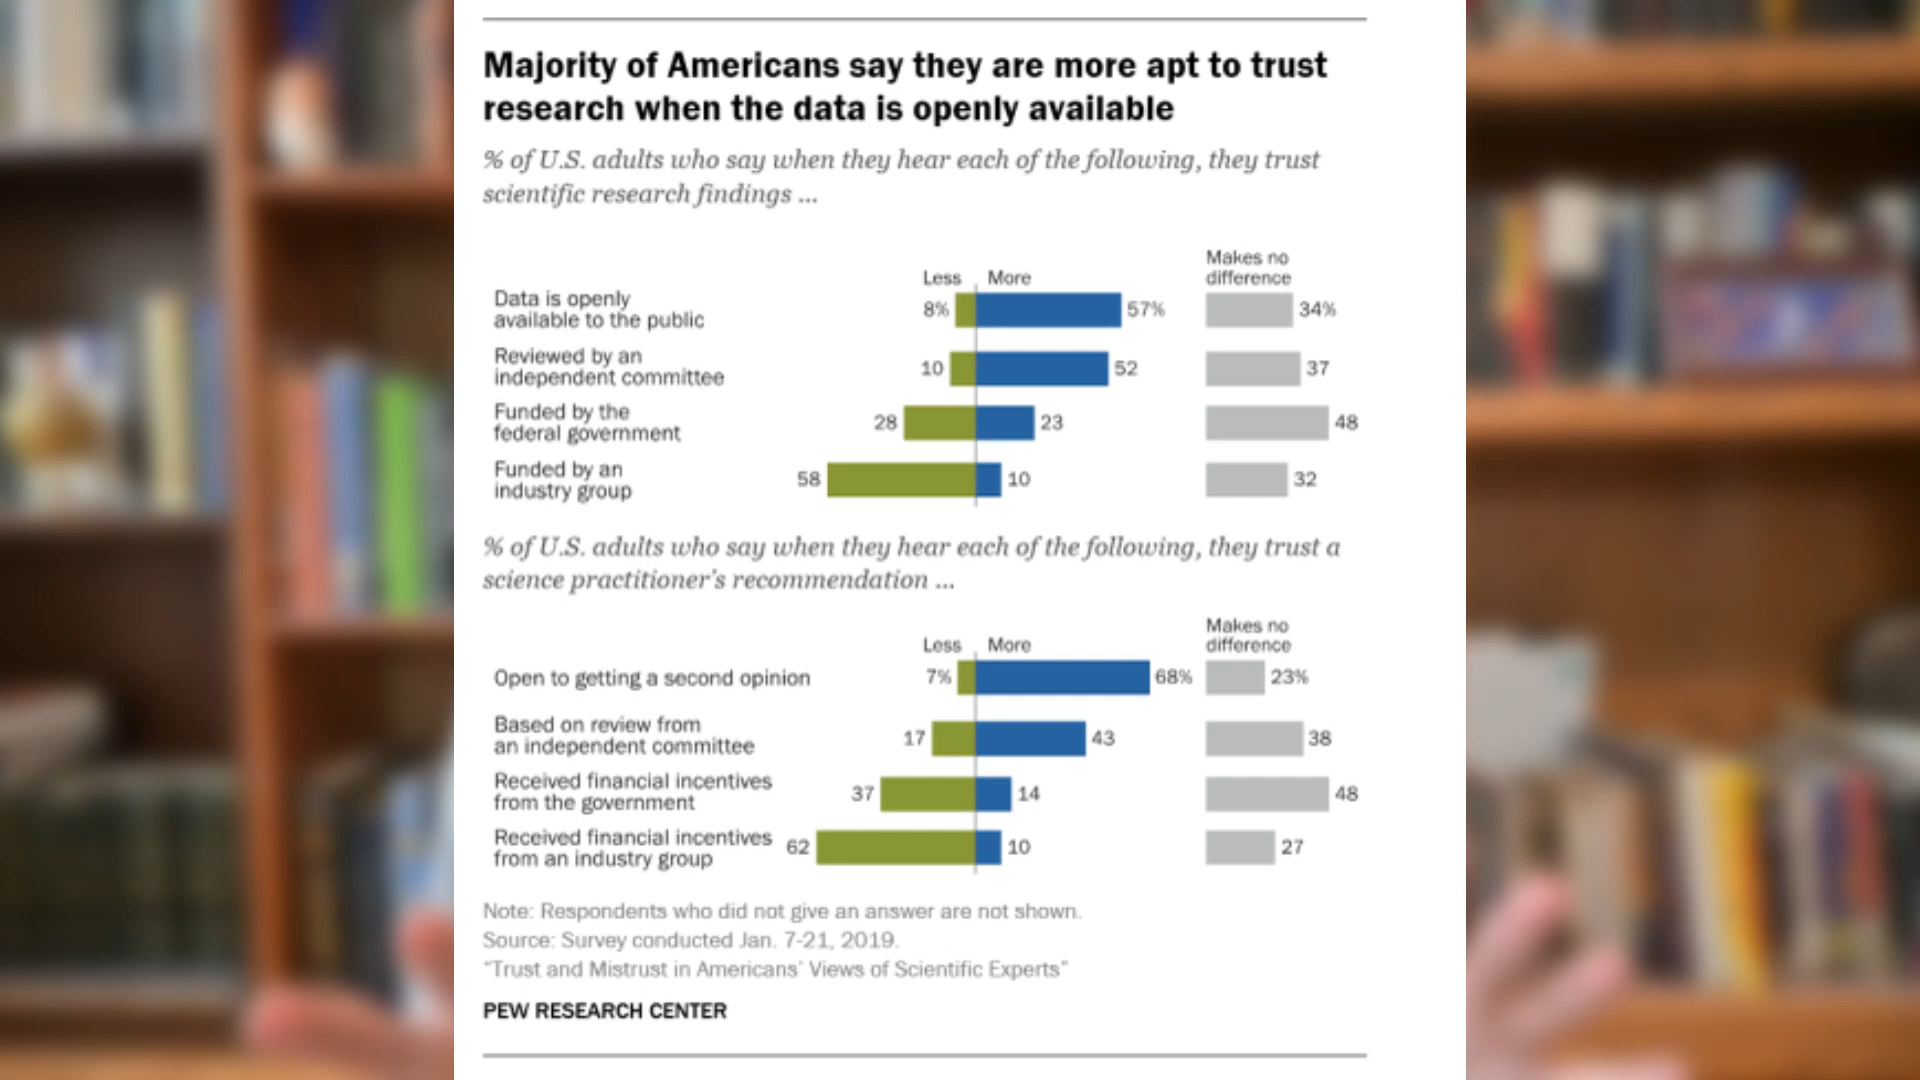 Majority of Americans say they are more apt to trust
research when the data is openly available
% of U.S. adults who say when they hear each of the following, they trust
scientific research findings ...
Less More Makes no
difference
Data is openly
available to the public
8% 57% 34%
Reviewed by an
independent committee
10 52 37
Funded by the
federal government
28 23 48
Funded by an
industry group
58 10 32
% of U.S. adults who say when they hear each of the following, they trust a
science practitioner's recommendation ...
Less More Makes no
difference
Open to getting a second opinion 7% 68% 23%
Based on review from
an independent committee
17 43 38
Received financial incentives
from the government
37 14 48
Received financial incentives
from an industry group
62 10 27
Note: Respondents who did not give an answer are not shown.
Source: Survey conducted Jan. 7-21, 2019.
“Trust and Mistrust in Americans’ Views of Scientific Experts”
PEW RESEARCH CENTER